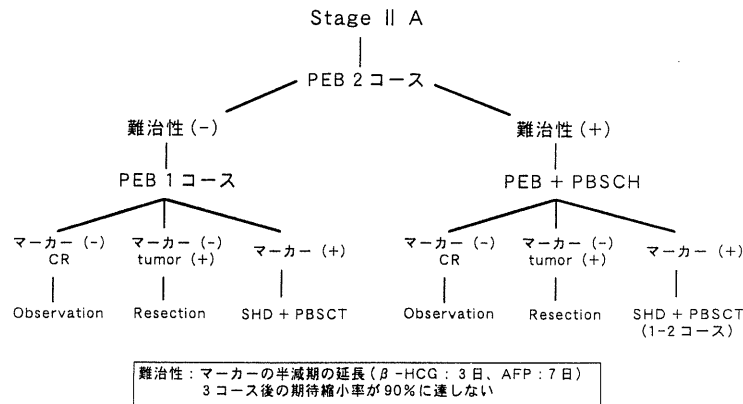 Stage II A
PEB 2 コース
難治性 (-)
難治性 (+)
PEB 1 コース
PEB + PBSCH
マーカー (-)
CR
マーカー (-)
tumor (+)
マーカー (+)
マーカー (-)
CR
マーカー (-)
tumor (+)
マーカー (+)
Observation
Resection
SHD + PBSCT
Observation
Resection
SHD + PBSCT
(1-2 コース)
難治性 : マーカーの半減期の延長 ( β -HCG : 3 日、AFP : 7 日 )
3 コース後の期待縮小率が90%に達しない